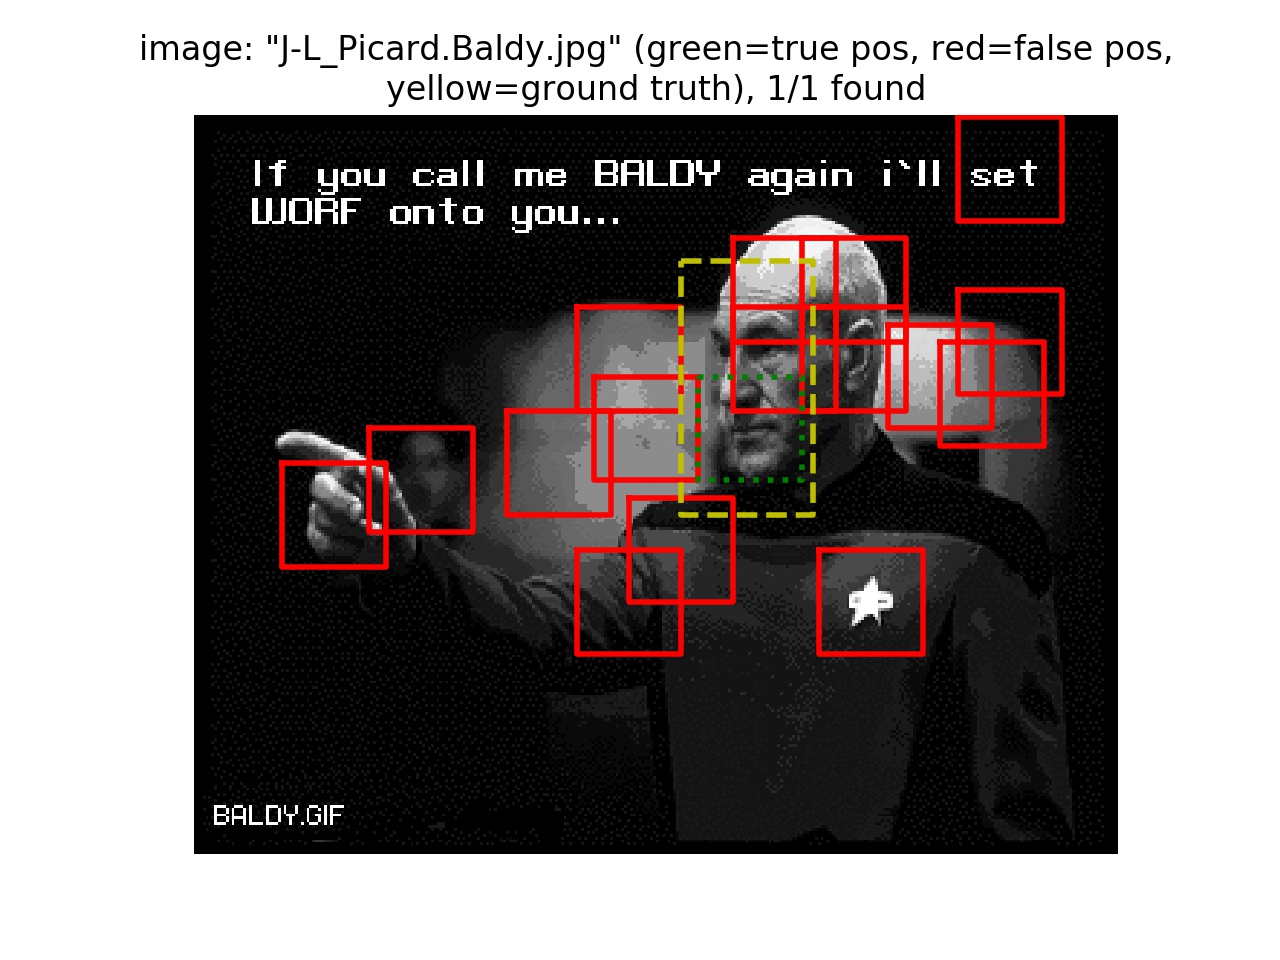 image: "J-L_Picard.Baldy.jpg" (green=true pos, red=false pos,
yellow=ground truth), 1/1 found
If you call me BALDY again i`ll set
WORF onto you...
BALDY.GIF